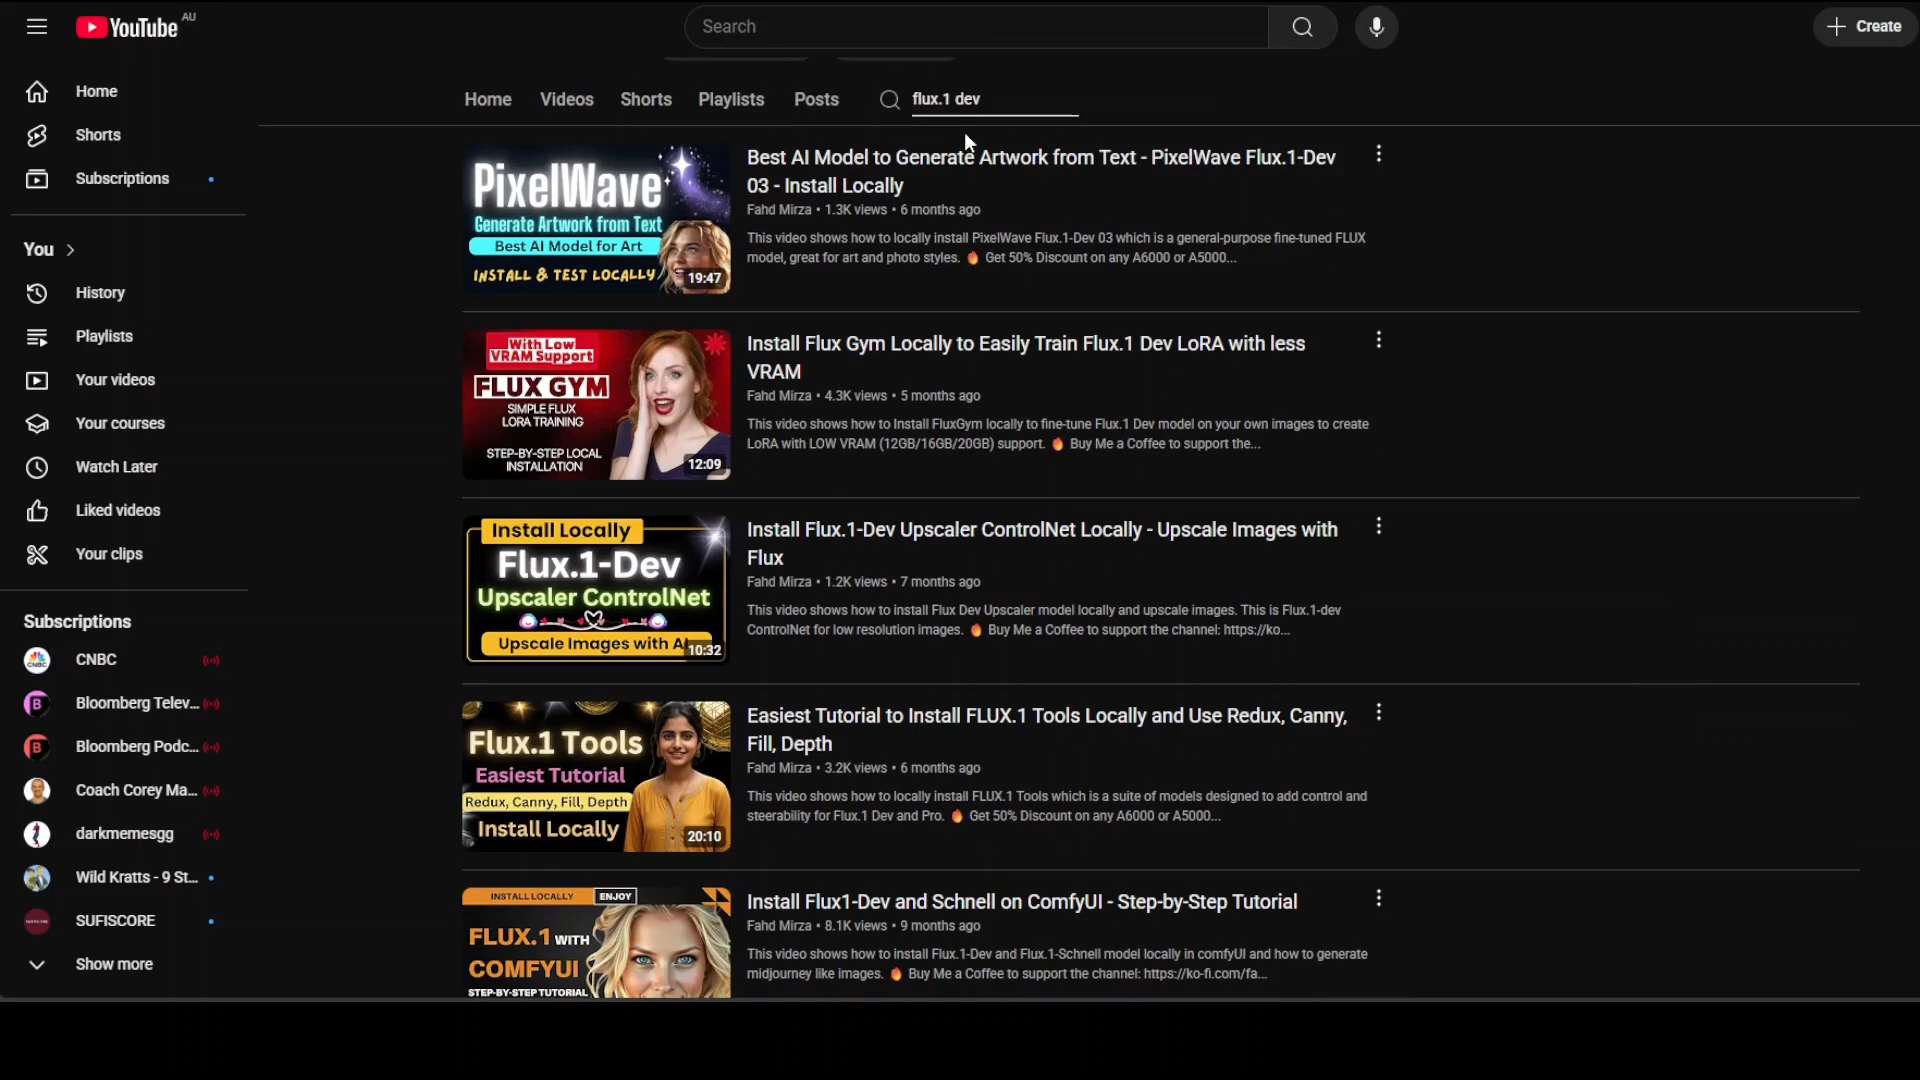 YouTube AU
Search
Create
Home
Shorts
Subscriptions
You
History
Playlists
Your videos
Your courses
Watch Later
Liked videos
Your clips
Subscriptions
CNBC
Bloomberg Telev...
Bloomberg Podc...
Coach Corey Ma...
darkmemesgg
Wild Kratts - 9 St...
SUFISCORE
Show more
Home Videos Shorts Playlists Posts flux.1 dev
PixelWave
Generate Artwork from Text
Best AI Model for Art
INSTALL & TEST LOCALLY
19:47
Best AI Model to Generate Artwork from Text - PixelWave Flux.1-Dev
03 - Install Locally
Fahd Mirza • 1.3K views • 6 months ago
This video shows how to locally install PixelWave Flux.1-Dev 03 which is a general-purpose fine-tuned FLUX
model, great for art and photo styles. 🔥 Get 50% Discount on any A6000 or A5000...
With Low
VRAM Support
FLUX GYM
SIMPLE FLUX
LORA TRAINING
STEP-BY-STEP LOCAL
INSTALLATION
12:09
Install Flux Gym Locally to Easily Train Flux.1 Dev LoRA with less
VRAM
Fahd Mirza • 4.3K views • 5 months ago
This video shows how to Install FluxGym locally to fine-tune Flux.1 Dev model on your own images to create
LoRA with LOW VRAM (12GB/16GB/20GB) support. 🔥 Buy Me a Coffee to support the...
Install Locally
Flux.1-Dev
Upscaler ControlNet
Upscale Images with AI
10:32
Install Flux.1-Dev Upscaler ControlNet Locally - Upscale Images with
Flux
Fahd Mirza • 1.2K views • 7 months ago
This video shows how to install Flux Dev Upscaler model locally and upscale images. This is Flux.1-dev
ControlNet for low resolution images. 🔥 Buy Me a Coffee to support the channel: https://ko...
Flux.1 Tools
Easiest Tutorial
Redux, Canny, Fill, Depth
Install Locally
20:10
Easiest Tutorial to Install FLUX.1 Tools Locally and Use Redux, Canny,
Fill, Depth
Fahd Mirza • 3.2K views • 6 months ago
This video shows how to locally install FLUX.1 Tools which is a suite of models designed to add control and
steerability for Flux.1 Dev and Pro. 🔥 Get 50% Discount on any A6000 or A5000...
INSTALL LOCALLY ENJOY
FLUX.1 WITH
COMFYUI
STEP-BY-STEP TUTORIAL
Install Flux1-Dev and Schnell on ComfyUI - Step-by-Step Tutorial
Fahd Mirza • 8.1K views • 9 months ago
This video shows how to install Flux.1-Dev and Flux.1-Schnell model locally in comfyUI and how to generate
midjourney like images. 🔥 Buy Me a Coffee to support the channel: https://ko-fi.com/fa...